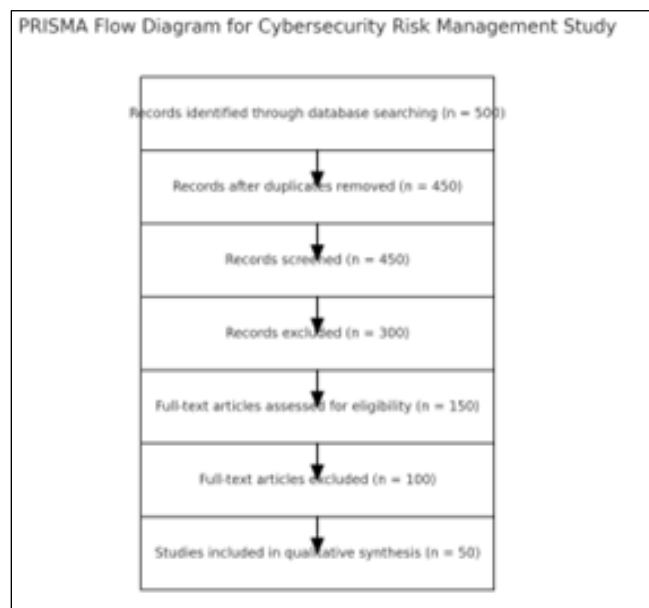 PRISMA Flow Diagram for Cybersecurity Risk Management Study
Records identified through database searching (n = 500)
Records after duplicates removed (n = 450)
Records screened (n = 450)
Records excluded (n = 300)
Full-text articles assessed for eligibility (n = 150)
Full-text articles excluded (n = 100)
Studies included in qualitative synthesis (n = 50)